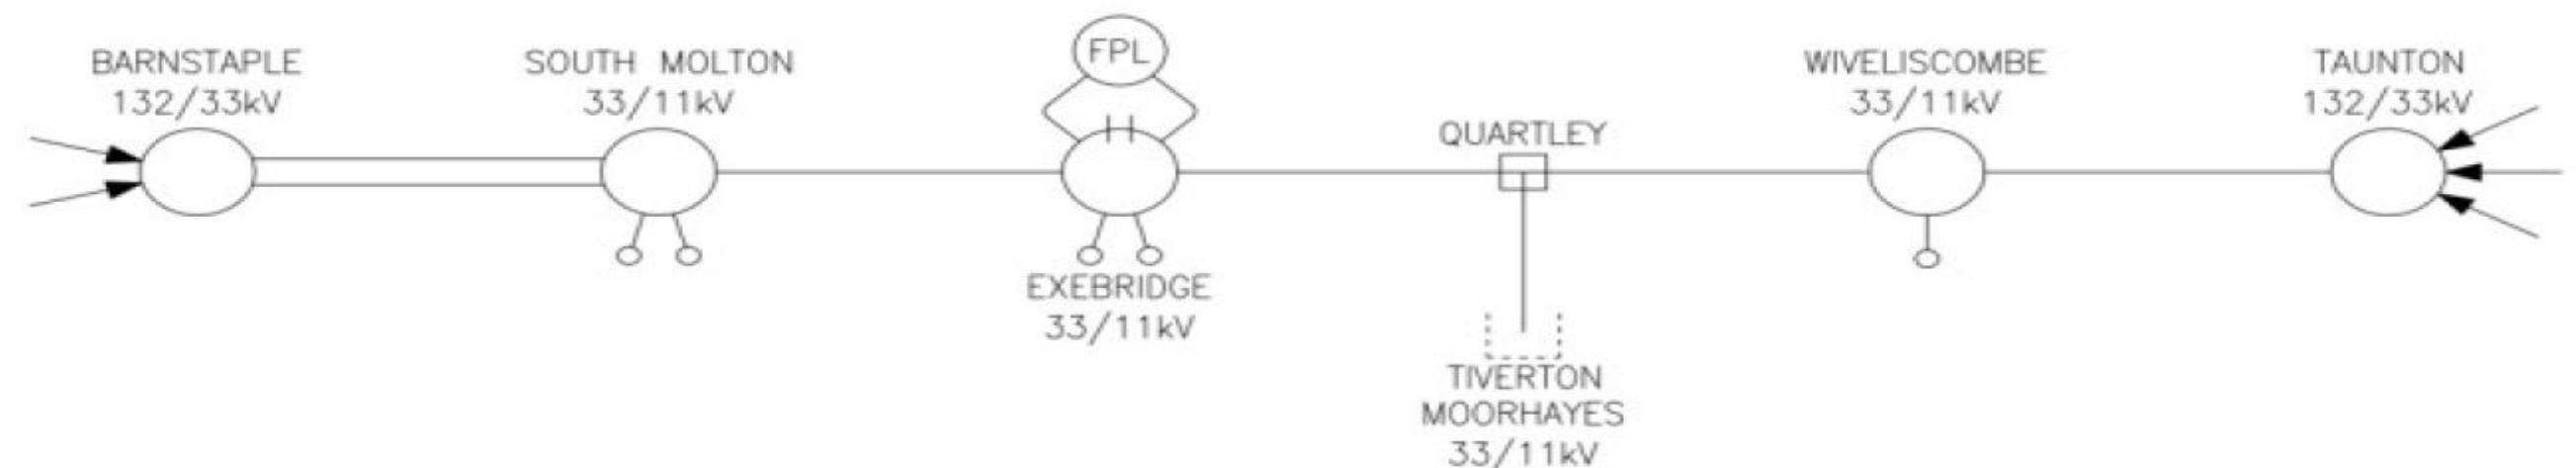 BARNSTAPLE
132/33kV
SOUTH MOLTON
33/11kV
FPL
EXEBRIDGE
33/11kV
QUARTLEY
TIVERTON
MOORHAYES
33/11kV
WIVELISCOMBE
33/11kV
TAUNTON
132/33kV